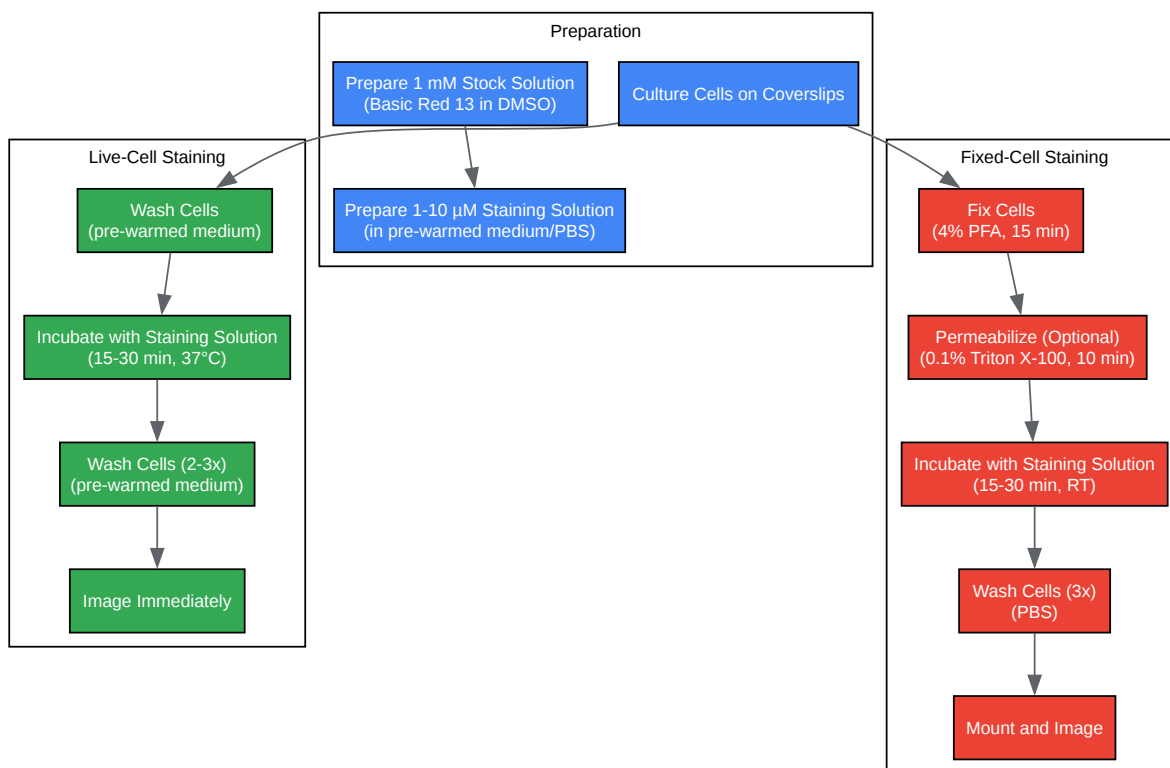 Preparation
Prepare 1 mM Stock Solution
(Basic Red 13 in DMSO)
Culture Cells on Coverslips
Prepare 1-10 µM Staining Solution
(in pre-warmed medium/PBS)
Live-Cell Staining
Wash Cells
(pre-warmed medium)
Incubate with Staining Solution
(15-30 min, 37°C)
Wash Cells (2-3x)
(pre-warmed medium)
Image Immediately
Fixed-Cell Staining
Fix Cells
(4% PFA, 15 min)
Permeabilize (Optional)
(0.1% Triton X-100, 10 min)
Incubate with Staining Solution
(15-30 min, RT)
Wash Cells (3x)
(PBS)
Mount and Image